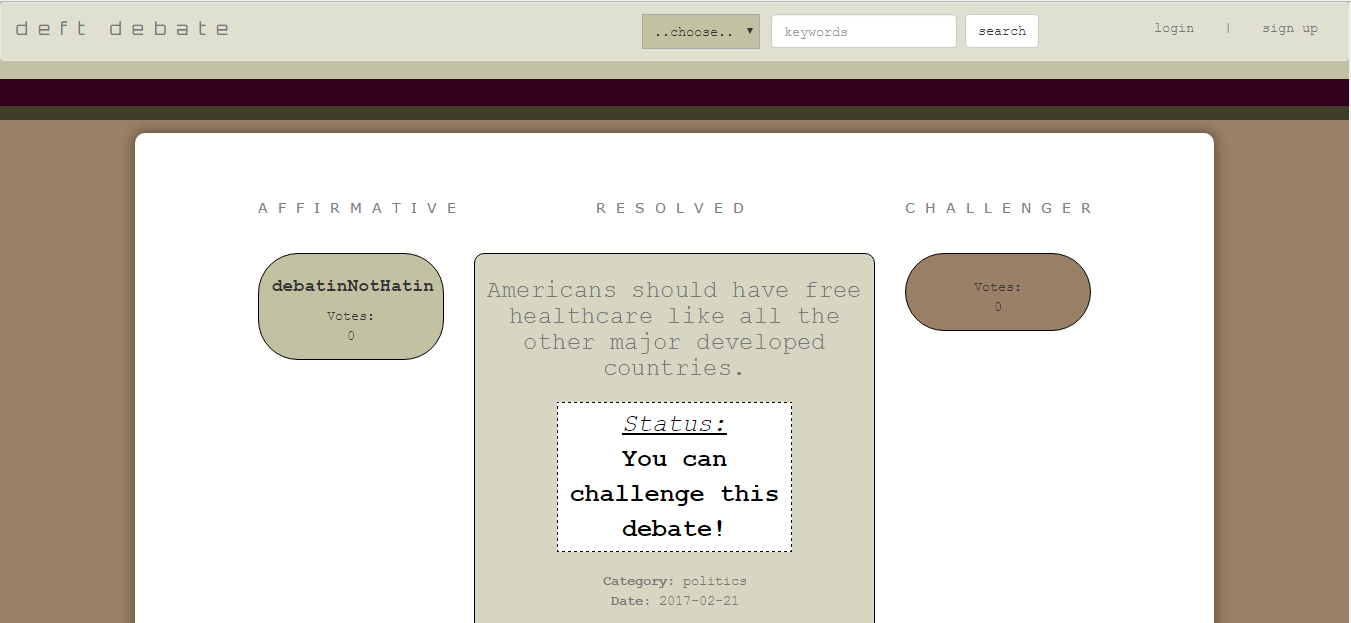 deft debate
..choose..
keywords
search
login | sign up
AFFIRMATIVE
RESOLVED
CHALLENGER
debatinNotHatin
Votes:
0
Americans should have free
healthcare like all the
other major developed
countries.
Status:
You can
challenge this
debate!
Category: politics
Date: 2017-02-21
Votes:
0